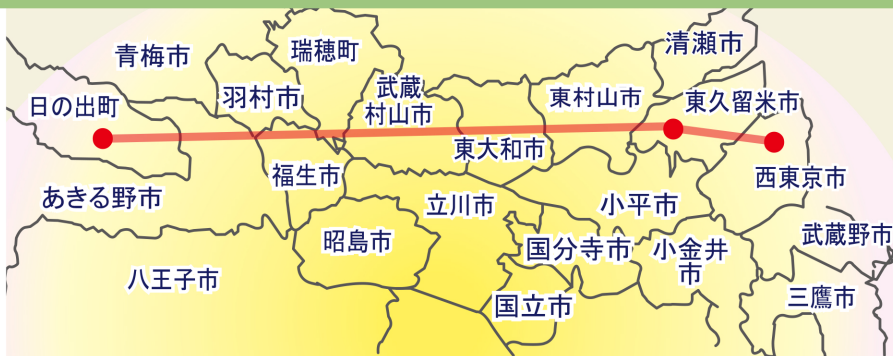 清瀬市
青梅市
瑞穂町
武蔵
村山市
羽村市
東村山市
東久留米市
日の出町
東大和市
福生市
西東京市
あきる野市
立川市
小平市
武蔵野市
昭島市
国分寺市
小金井
市
八王子市
国立市
三鷹市